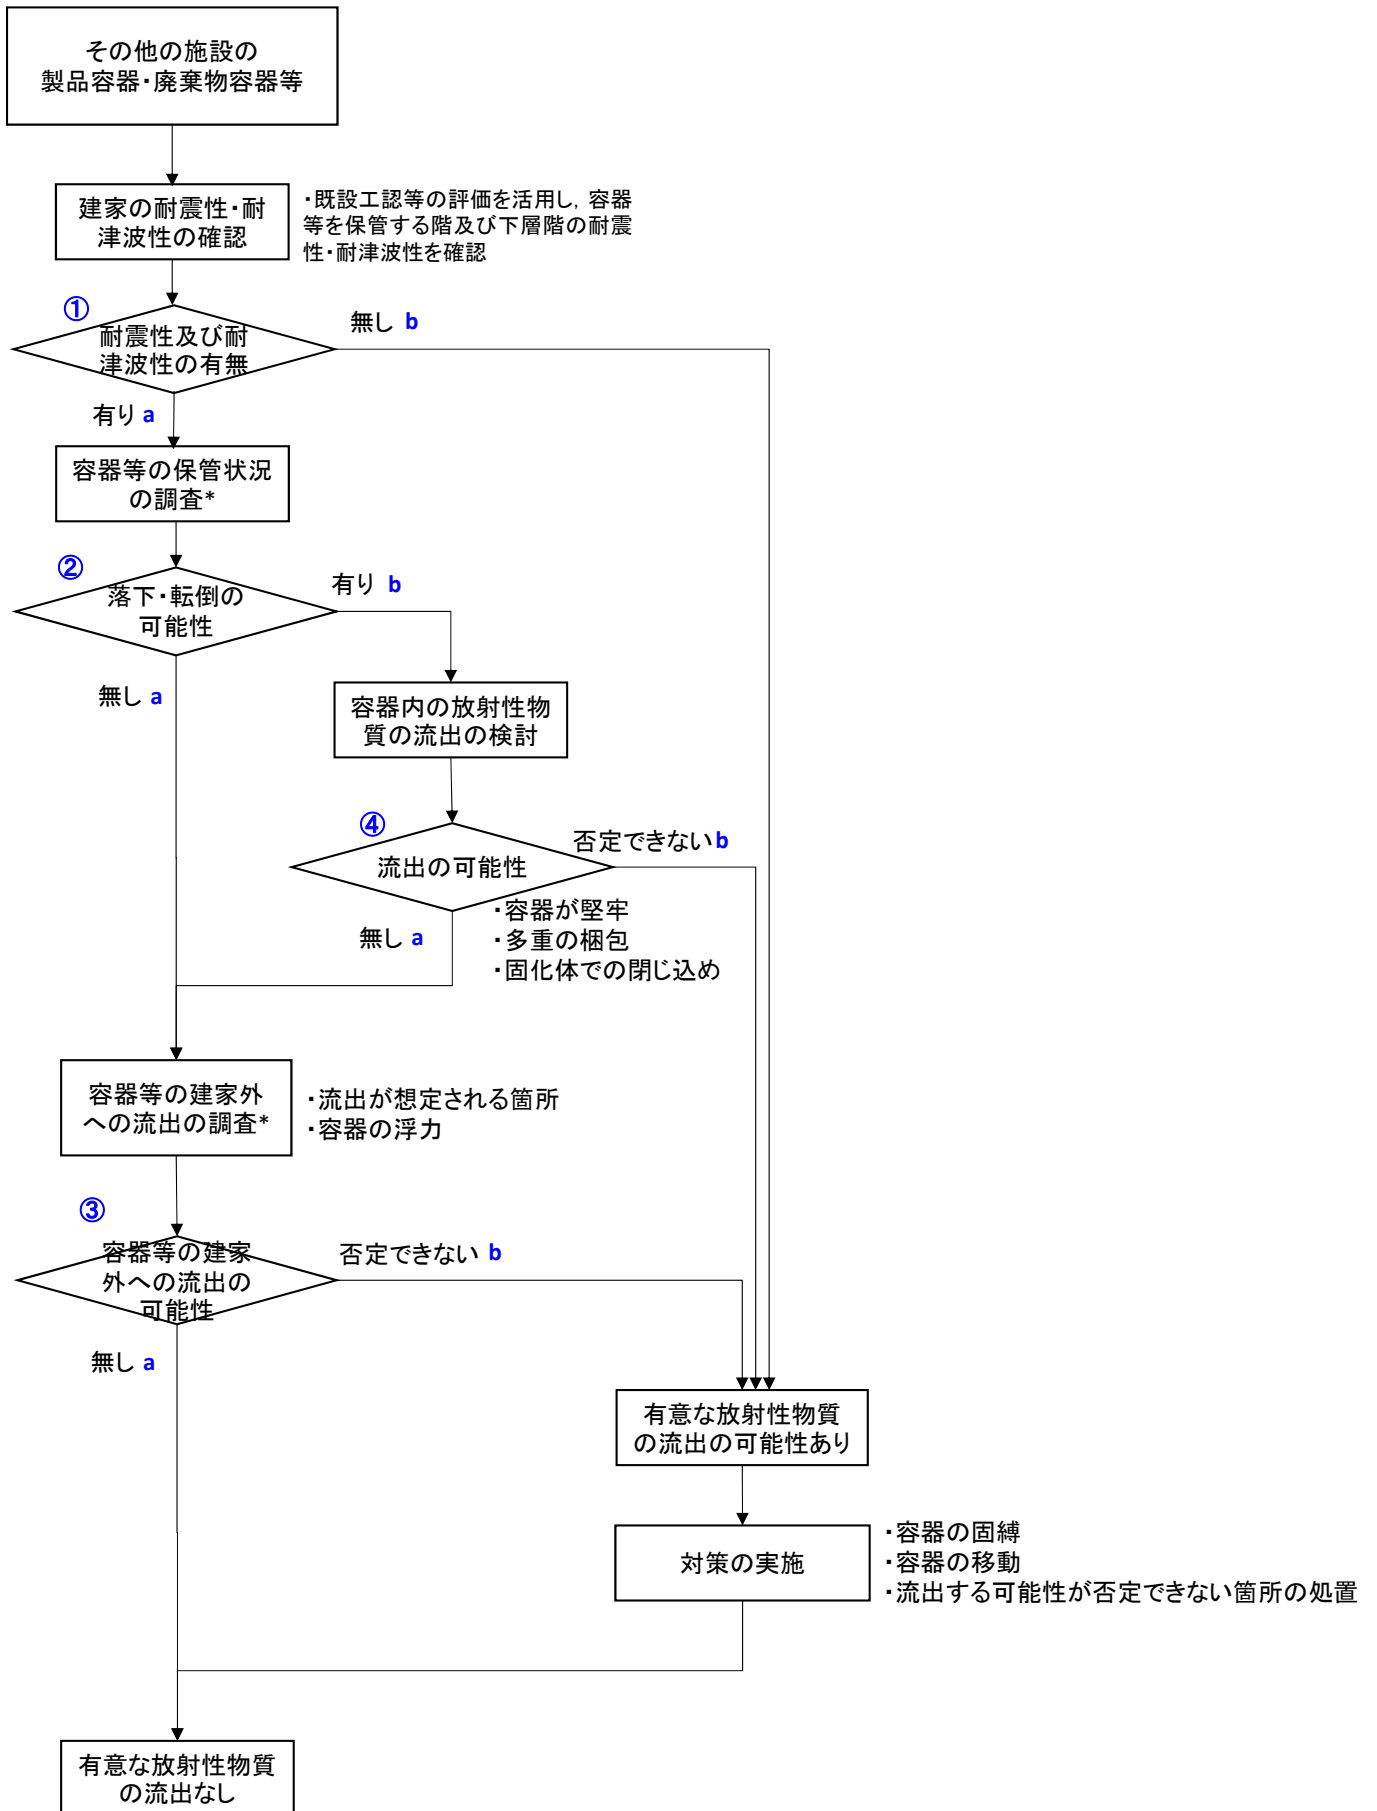 その他の施設の
製品容器・廃棄物容器等
建家の耐震性・耐
津波性の確認
・既設工認等の評価を活用し，容器
等を保管する階及び下層階の耐震
性・耐津波性を確認
①
耐震性及び耐
津波性の有無
無し b
有り a
容器等の保管状況
の調査*
②
落下・転倒の
可能性
有り b
無し a
容器内の放射性物
質の流出の検討
④
流出の可能性
否定できない b
無し a
・容器が堅牢
・多重の梱包
・固化体での閉じ込め
容器等の建家外
への流出の調査*
・流出が想定される箇所
・容器の浮力
③
容器等の建家
外への流出の
可能性
否定できない b
無し a
有意な放射性物質
の流出の可能性あり
対策の実施
・容器の固縛
・容器の移動
・流出する可能性が否定できない箇所の処置
有意な放射性物質
の流出なし